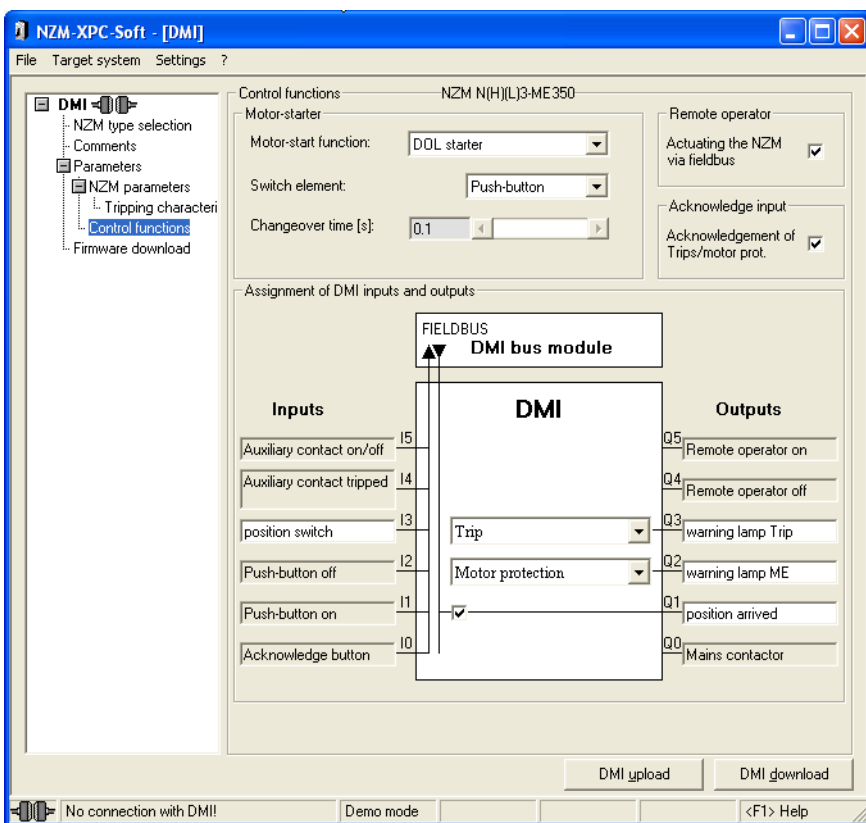 NZM-XPC-Soft - [DMI]
File Target system Settings ?
DMI
NZM type selection
Comments
Parameters
NZM parameters
Tripping characteri
Control functions
Firmware download
Control functions NZM N(H)(L)3-ME350
Motor-starter
Motor-start function: DOL starter
Switch element: Push-button
Changeover time [s]: 0.1
Remote operator
Actuating the NZM
via fieldbus
Acknowledge input
Acknowledgement of
Trips/motor prot.
Assignment of DMI inputs and outputs
FIELDBUS
DMI bus module
Inputs DMI Outputs
Auxiliary contact on/off I5 Q5 Remote operator on
Auxiliary contact tripped I4 Q4 Remote operator off
position switch I3 Trip Q3 warning lamp Trip
Push-button off I2 Motor protection Q2 warning lamp ME
Push-button on I1 Q1 position arrived
Acknowledge button I0 Q0 Mains contactor
DMI upload DMI download
No connection with DMI! Demo mode <F1> Help